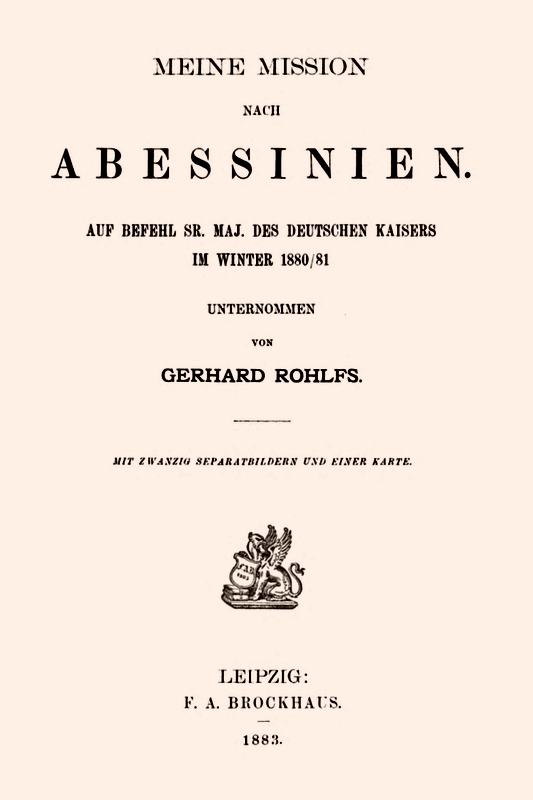 MEINE MISSION
NACH
ABESSINIEN.
AUF BEFEHL SR. MAJ. DES DEUTSCHEN KAISERS
IM WINTER 1880/81
UNTERNOMMEN
VON
GERHARD ROHLFS.
MIT ZWANZIG SEPARATBILDERN UND EINER KARTE.
FAB
LEIPZIG:
F. A. BROCKHAUS.
1883.